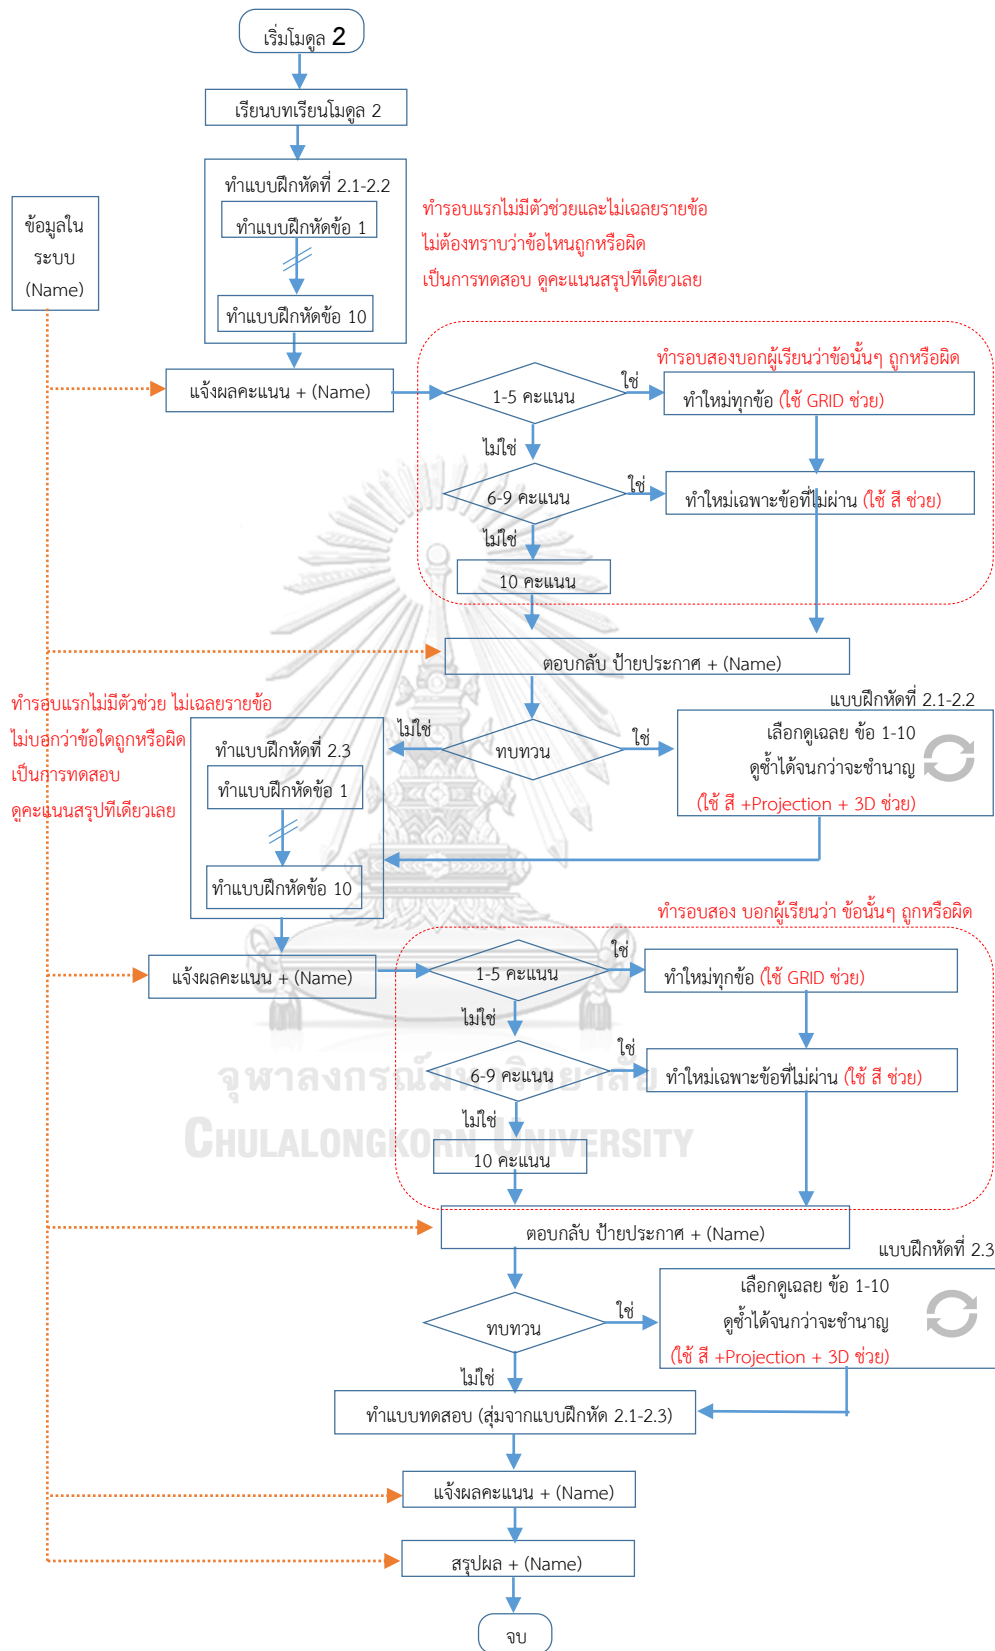 เริ่มโมดูล 2
เรียนบทเรียนโมดูล 2
ทำแบบฝึกหัดที่ 2.1-2.2
ทำแบบฝึกหัดข้อ 1
ทำแบบฝึกหัดข้อ 10
ข้อมูลใน
ระบบ
(Name)
ทำรอบแรกไม่มีตัวช่วยและไม่เฉลยรายข้อ
ไม่ต้องทราบว่าข้อไหนถูกหรือผิด
เป็นการทดสอบ ดูคะแนนสรุปทีเดียวเลย
ทำรอบสองบอกผู้เรียนว่าข้อนั้นๆ ถูกหรือผิด
แจ้งผลคะแนน + (Name)
1-5 คะแนน
ใช่
ทำใหม่ทุกข้อ (ใช้ GRID ช่วย)
ไม่ใช่
6-9 คะแนน
ใช่
ทำใหม่เฉพาะข้อที่ไม่ผ่าน (ใช้ สี ช่วย)
ไม่ใช่
10 คะแนน
ตอบกลับ ป้ายประกาศ + (Name)
ทำรอบแรกไม่มีตัวช่วย ไม่เฉลยรายข้อ
ไม่บอกว่าข้อใดถูกหรือผิด
เป็นการทดสอบ
ดูคะแนนสรุปทีเดียวเลย
แบบฝึกหัดที่ 2.1-2.2
ไม่ใช่
ทบทวน
ใช่
เลือกดูเฉลย ข้อ 1-10
ดูซ้ำได้จนกว่าจะชำนาญ
(ใช้ สี +Projection + 3D ช่วย)
ทำแบบฝึกหัดที่ 2.3
ทำแบบฝึกหัดข้อ 1
ทำแบบฝึกหัดข้อ 10
ทำรอบสอง บอกผู้เรียนว่า ข้อนั้นๆ ถูกหรือผิด
แจ้งผลคะแนน + (Name)
1-5 คะแนน
ใช่
ทำใหม่ทุกข้อ (ใช้ GRID ช่วย)
ไม่ใช่
6-9 คะแนน
ใช่
ทำใหม่เฉพาะข้อที่ไม่ผ่าน (ใช้ สี ช่วย)
จุฬาลงกรณ์มหาวิทยาลัย
ไม่ใช่
CHULALONGKORN UNIVERSITY
10 คะแนน
ตอบกลับ ป้ายประกาศ + (Name)
แบบฝึกหัดที่ 2.3
เลือกดูเฉลย ข้อ 1-10
ดูซ้ำได้จนกว่าจะชำนาญ
(ใช้ สี +Projection + 3D ช่วย)
ทบทวน
ใช่
ไม่ใช่
ทำแบบทดสอบ (สุ่มจากแบบฝึกหัด 2.1-2.3)
แจ้งผลคะแนน + (Name)
สรุปผล + (Name)
จบ